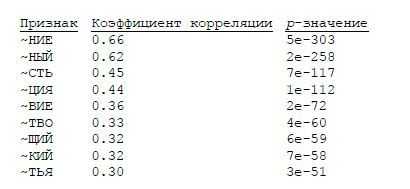 Признак Коэффициент корреляции p-значение
~НИЕ 0.66 5e-303
~НЫЙ 0.62 2e-258
~СТЬ 0.45 7e-117
~ЦИЯ 0.44 1e-112
~ВИЕ 0.36 2e-72
~ТВО 0.33 4e-60
~ЩИЙ 0.32 6e-59
~КИЙ 0.32 7e-58
~ТЬЯ 0.30 3e-51